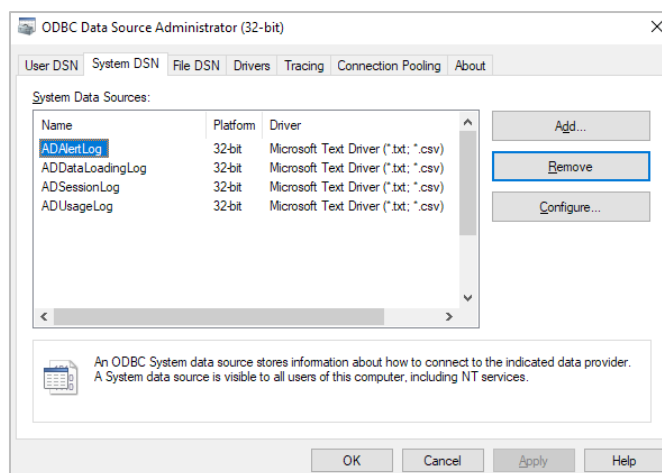 ODBC Data Source Administrator (32-bit)
User DSN System DSN File DSN Drivers Tracing Connection Pooling About
System Data Sources:
Name Platform Driver
ADAlertLog 32-bit Microsoft Text Driver (*.txt; *.csv)
ADDataLoadingLog 32-bit Microsoft Text Driver (*.txt; *.csv)
ADSessionLog 32-bit Microsoft Text Driver (*.txt; *.csv)
ADUsageLog 32-bit Microsoft Text Driver (*.txt; *.csv)
Add...
Remove
Configure...
An ODBC System data source stores information about how to connect to the indicated data provider.
A System data source is visible to all users of this computer, including NT services.
OK Cancel Apply Help